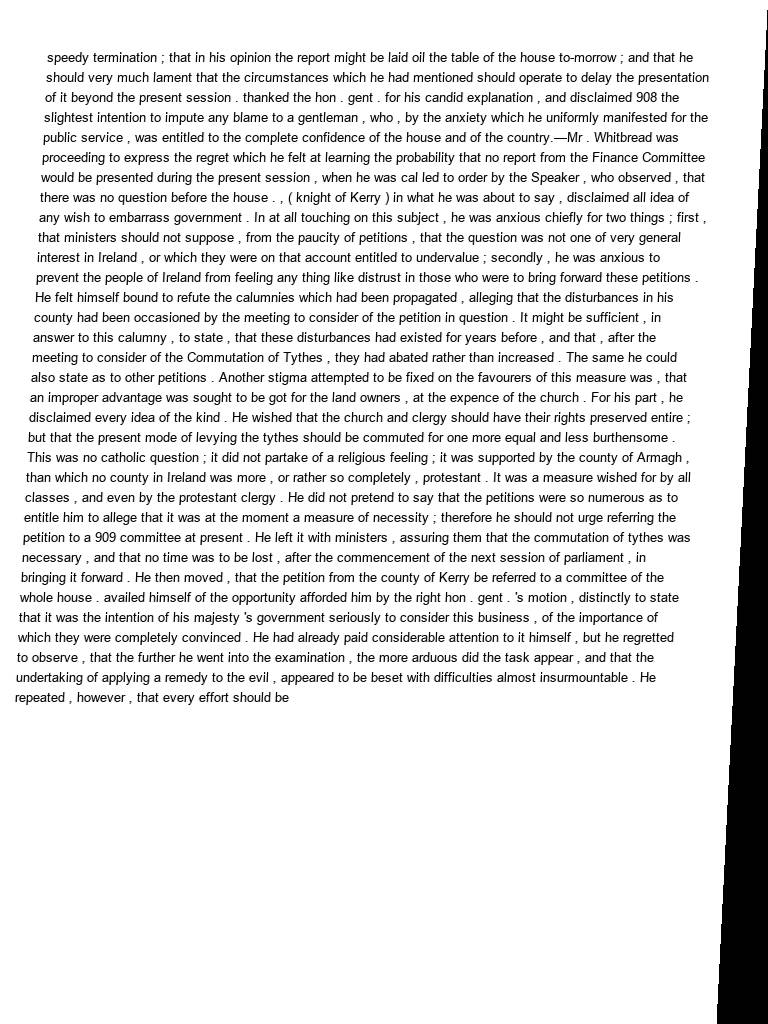 speedy termination ; that in his opinion the report might be laid oil the table of the house to-morrow ; and that he
should very much lament that the circumstances which he had mentioned should operate to delay the presentation
of it beyond the present session . thanked the hon . gent . for his candid explanation , and disclaimed 908 the
slightest intention to impute any blame to a gentleman , who , by the anxiety which he uniformly manifested for the
public service , was entitled to the complete confidence of the house and of the country.—Mr . Whitbread was
proceeding to express the regret which he felt at learning the probability that no report from the Finance Committee
would be presented during the present session , when he was cal led to order by the Speaker , who observed , that
there was no question before the house . , ( knight of Kerry ) in what he was about to say , disclaimed all idea of
any wish to embarrass government . In at all touching on this subject , he was anxious chiefly for two things ; first ,
that ministers should not suppose , from the paucity of petitions , that the question was not one of very general
interest in Ireland , or which they were on that account entitled to undervalue ; secondly , he was anxious to
prevent the people of Ireland from feeling any thing like distrust in those who were to bring forward these petitions .
He felt himself bound to refute the calumnies which had been propagated , alleging that the disturbances in his
county had been occasioned by the meeting to consider of the petition in question . It might be sufficient , in
answer to this calumny , to state , that these disturbances had existed for years before , and that , after the
meeting to consider of the Commutation of Tythes , they had abated rather than increased . The same he could
also state as to other petitions . Another stigma attempted to be fixed on the favourers of this measure was , that
an improper advantage was sought to be got for the land owners , at the expence of the church . For his part , he
disclaimed every idea of the kind . He wished that the church and clergy should have their rights preserved entire ;
but that the present mode of levying the tythes should be commuted for one more equal and less burthensome .
This was no catholic question ; it did not partake of a religious feeling ; it was supported by the county of Armagh ,
than which no county in Ireland was more , or rather so completely , protestant . It was a measure wished for by all
classes , and even by the protestant clergy . He did not pretend to say that the petitions were so numerous as to
entitle him to allege that it was at the moment a measure of necessity ; therefore he should not urge referring the
petition to a 909 committee at present . He left it with ministers , assuring them that the commutation of tythes was
necessary , and that no time was to be lost , after the commencement of the next session of parliament , in
bringing it forward . He then moved , that the petition from the county of Kerry be referred to a committee of the
whole house . availed himself of the opportunity afforded him by the right hon . gent . 's motion , distinctly to state
that it was the intention of his majesty 's government seriously to consider this business , of the importance of
which they were completely convinced . He had already paid considerable attention to it himself , but he regretted
to observe , that the further he went into the examination , the more arduous did the task appear , and that the
undertaking of applying a remedy to the evil , appeared to be beset with difficulties almost insurmountable . He
repeated , however , that every effort should be